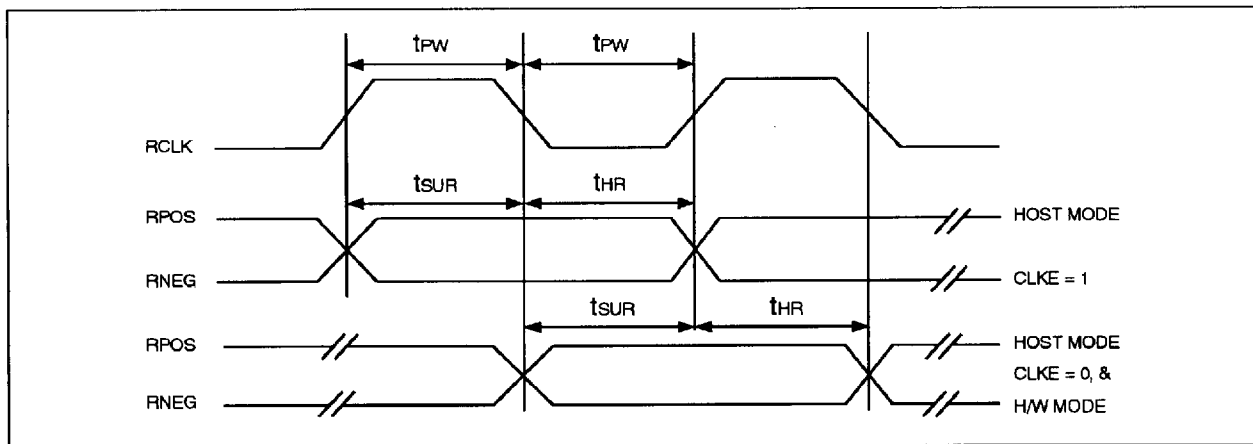 tPW tPW
RCLK
tSUR tHR
RPOS HOST MODE
RNEG CLKE = 1
tSUR tHR
RPOS HOST MODE
CLKE = 0, &
RNEG H/W MODE